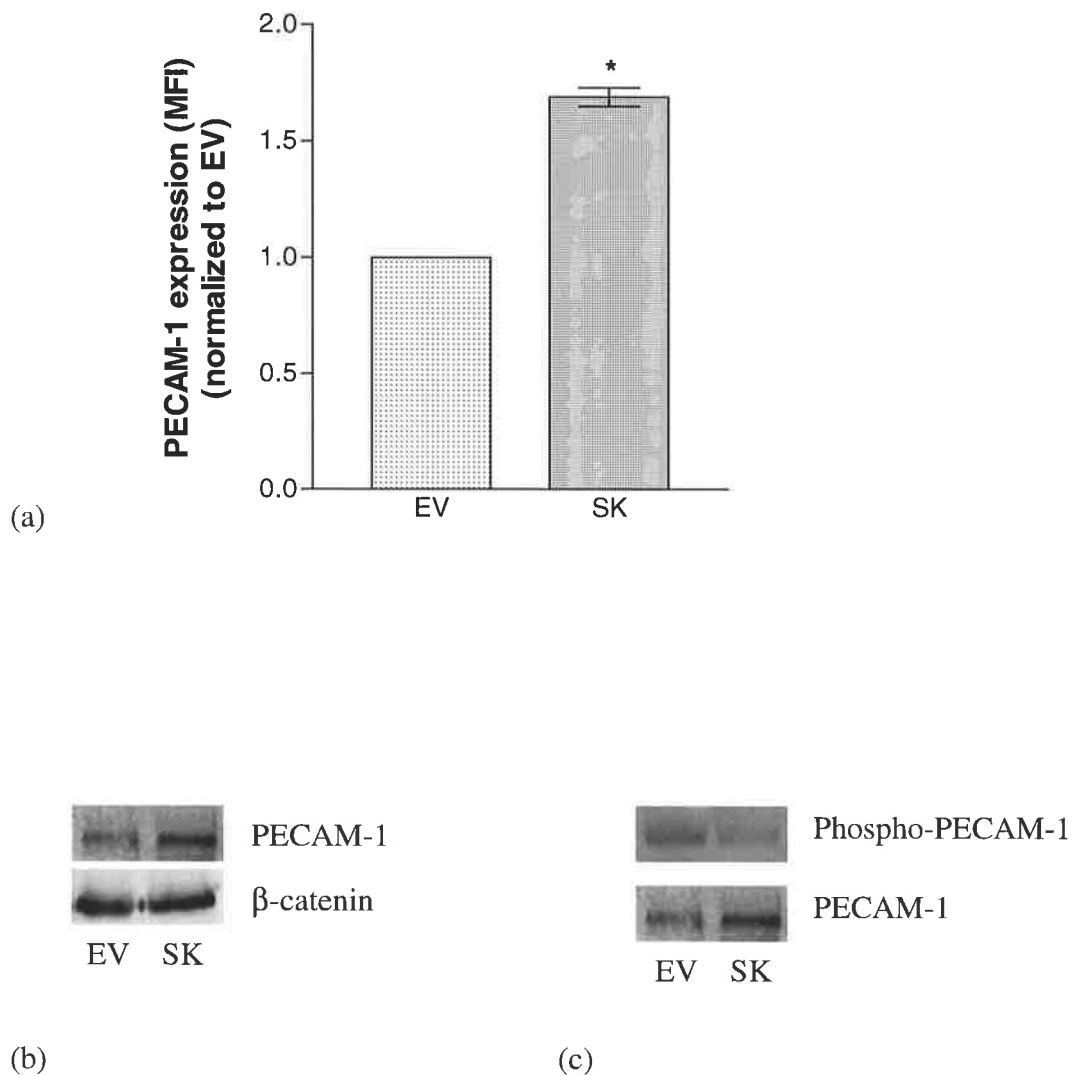 PECAM-1 expression (MFI)
(normalized to EV)
2.0
1.5
1.0
0.5
0.0
*
EV SK
(a)
PECAM-1
β-catenin
EV SK
(b)
Phospho-PECAM-1
PECAM-1
EV SK
(c)